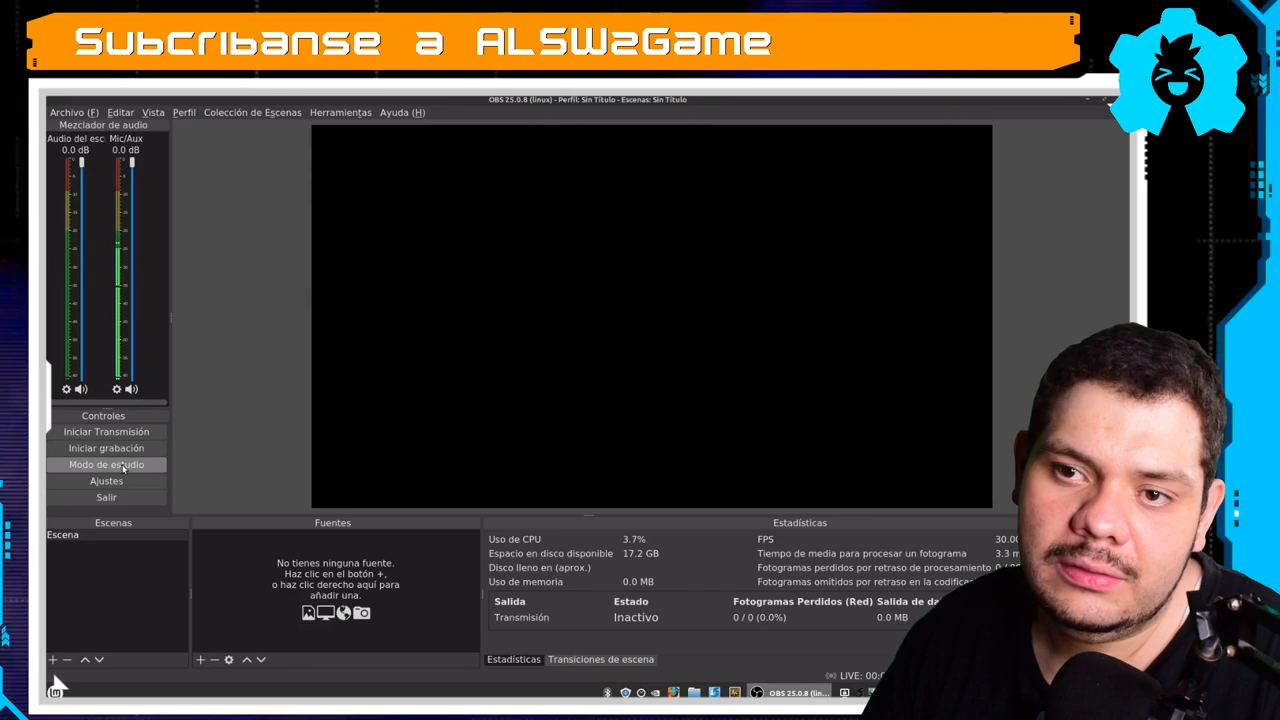 Subcribanse a ALSW2Game
OBS 25.0.8 (linux) - Perfil: Sin Título - Escenas: Sin Título
Archivo (F) Editar Vista Perfil Colección de Escenas Herramientas Ayuda (H)
Mezclador de audio
Audio del esc Mic/Aux
0.0 dB 0.0 dB
Controles
Iniciar Transmisión
Iniciar grabación
Modo de estudio
Ajustes
Salir
Escenas
Escena
Fuentes
No tienes ninguna fuente.
Haz clic en el botón +,
o haz clic derecho aquí para
añadir una.
Estadísticas
Uso de CPU 3.7% FPS 30.00
Espacio en disco disponible 17.2 GB Tiempo de media para procesar un fotograma 3.3 m
Disco lleno en (aprox.) Fotogramas perdidos por retraso de procesamiento
Uso de memoria 0.0 MB Fotogramas omitidos por retraso en la codifica
Salida Estado Fotogramas Perdidos (Red) Salida de da
Transmisión Inactivo 0 / 0 (0.0%) 0.0 MB
Estadísticas Transiciones de escena
LIVE: 00:0
OBS 25.0.8 (lin...